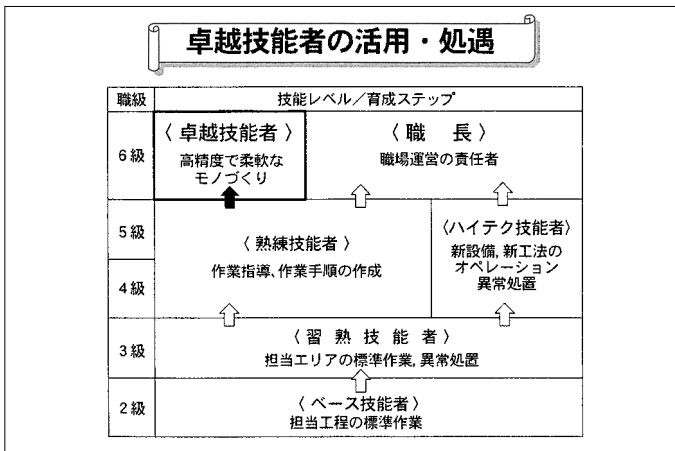 卓越技能者の活用・処遇
職級
技能レベル/育成ステップ
6級
〈卓越技能者〉
高精度で柔軟な
モノづくり
〈職 長〉
職場運営の責任者
5級
4級
〈熟練技能者〉
作業指導、作業手順の作成
〈ハイテク技能者〉
新設備,新工法の
オペレーション
異常処置
3級
〈習熟技能者〉
担当エリアの標準作業,異常処置
2級
〈ベース技能者〉
担当工程の標準作業